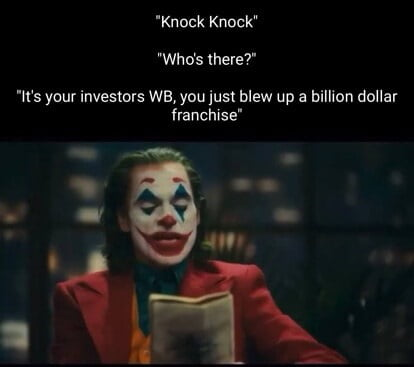 "Knock Knock"
"Who's there?"
"It's your investors WB, you just blew up a billion dollar
franchise"